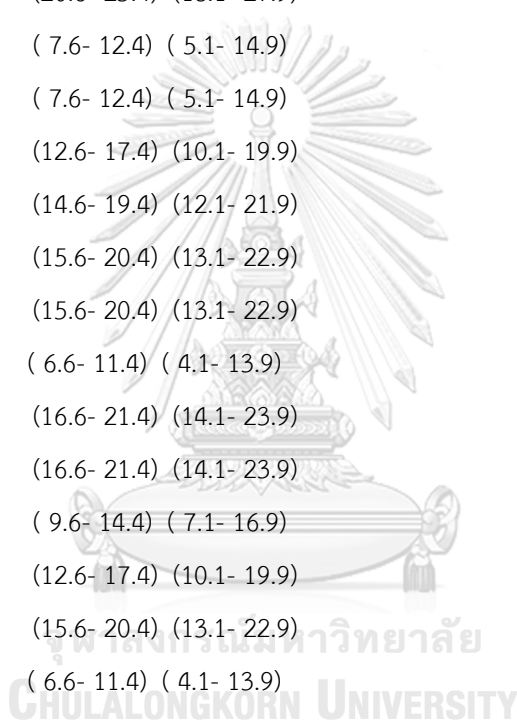 ( 7.6- 12.4) ( 5.1- 14.9)
( 7.6- 12.4) ( 5.1- 14.9)
(12.6- 17.4) (10.1- 19.9)
(14.6- 19.4) (12.1- 21.9)
(15.6- 20.4) (13.1- 22.9)
(15.6- 20.4) (13.1- 22.9)
( 6.6- 11.4) ( 4.1- 13.9)
(16.6- 21.4) (14.1- 23.9)
(16.6- 21.4) (14.1- 23.9)
( 9.6- 14.4) ( 7.1- 16.9)
(12.6- 17.4) (10.1- 19.9)
(15.6- 20.4) (13.1- 22.9)
จุฬาลงกรณ์มหาวิทยาลัย
( 6.6- 11.4) ( 4.1- 13.9)
CHULALONGKORN UNIVERSITY